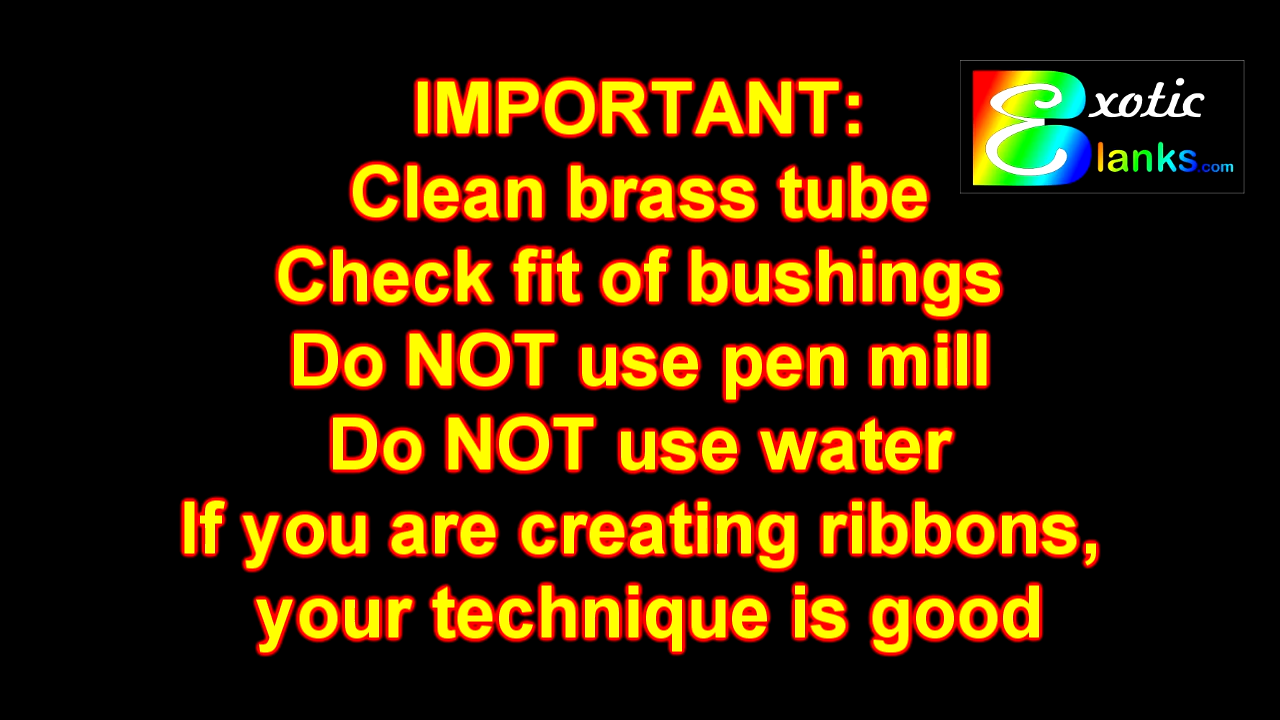 IMPORTANT:
Clean brass tube
Check fit of bushings
Do NOT use pen mill
Do NOT use water
If you are creating ribbons,
your technique is good
Exotic
Blanks.com